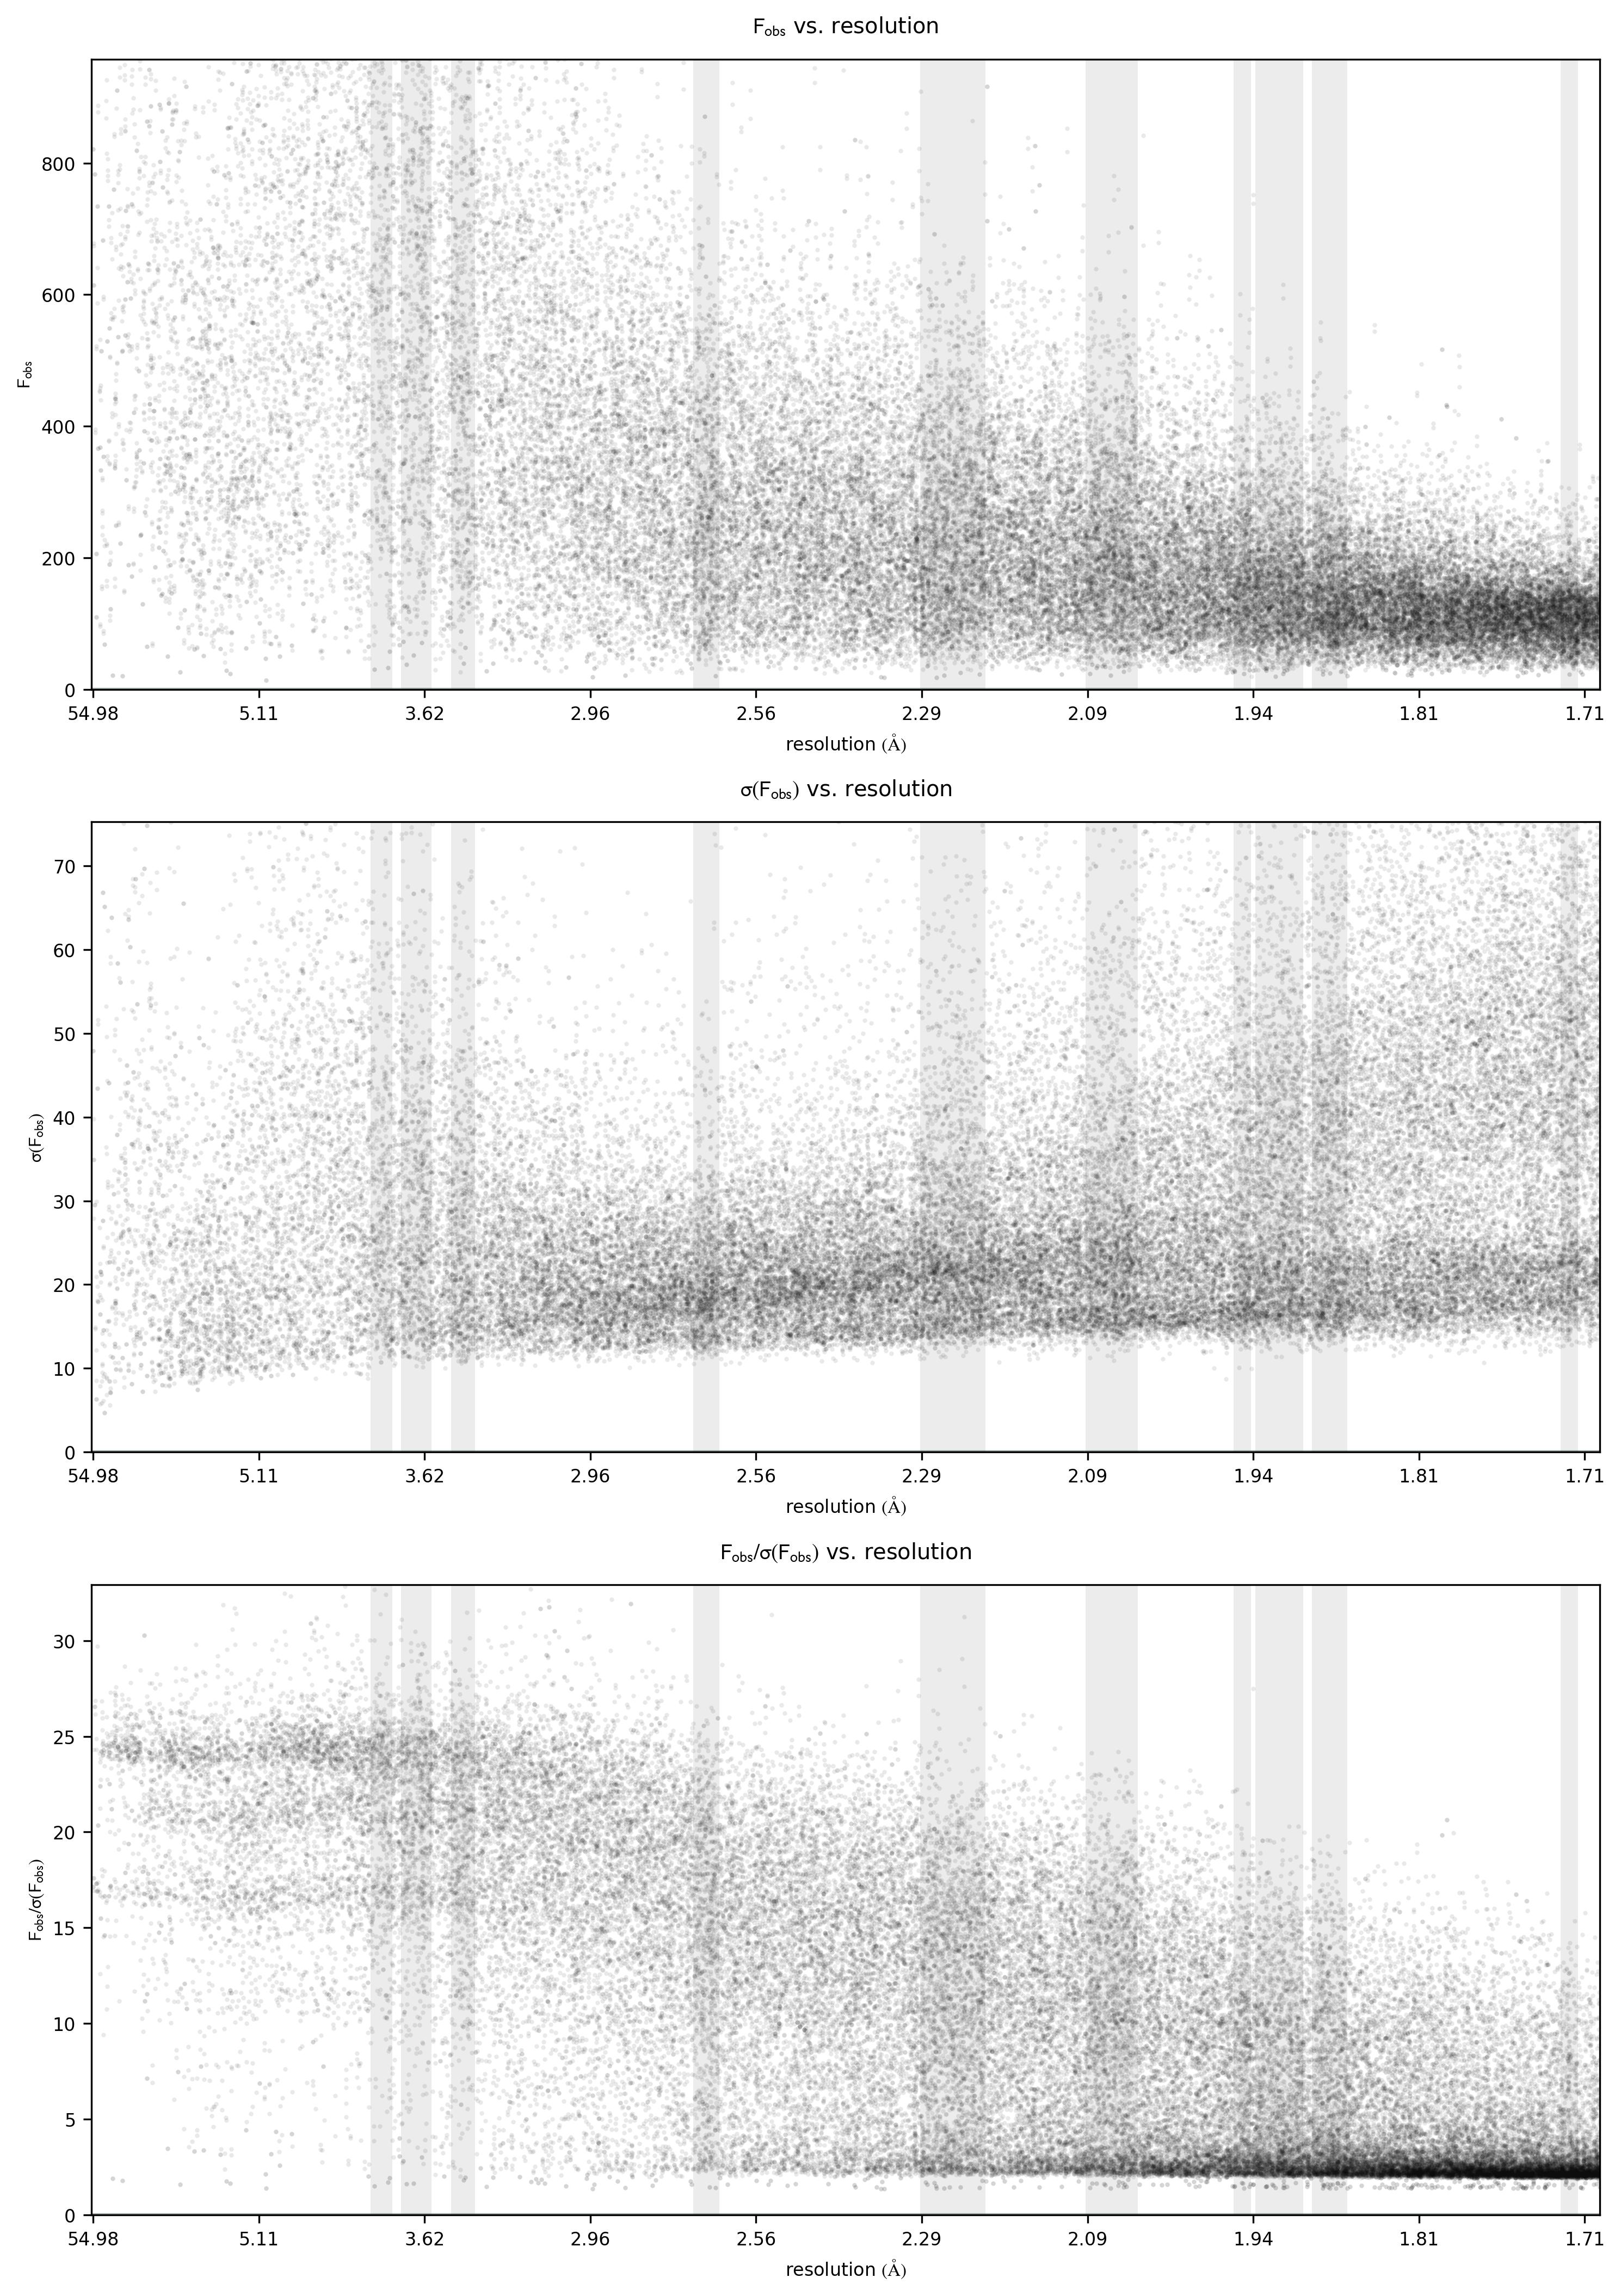 Fobs vs. resolution
800
600
400
200
0
Fobs
54.98 5.11 3.62 2.96 2.56 2.29 2.09 1.94 1.81 1.71
resolution (Å)
σ(Fobs) vs. resolution
70
60
50
40
30
20
10
0
σ(Fobs)
54.98 5.11 3.62 2.96 2.56 2.29 2.09 1.94 1.81 1.71
resolution (Å)
Fobs/σ(Fobs) vs. resolution
30
25
20
15
10
5
0
Fobs/σ(Fobs)
54.98 5.11 3.62 2.96 2.56 2.29 2.09 1.94 1.81 1.71
resolution (Å)